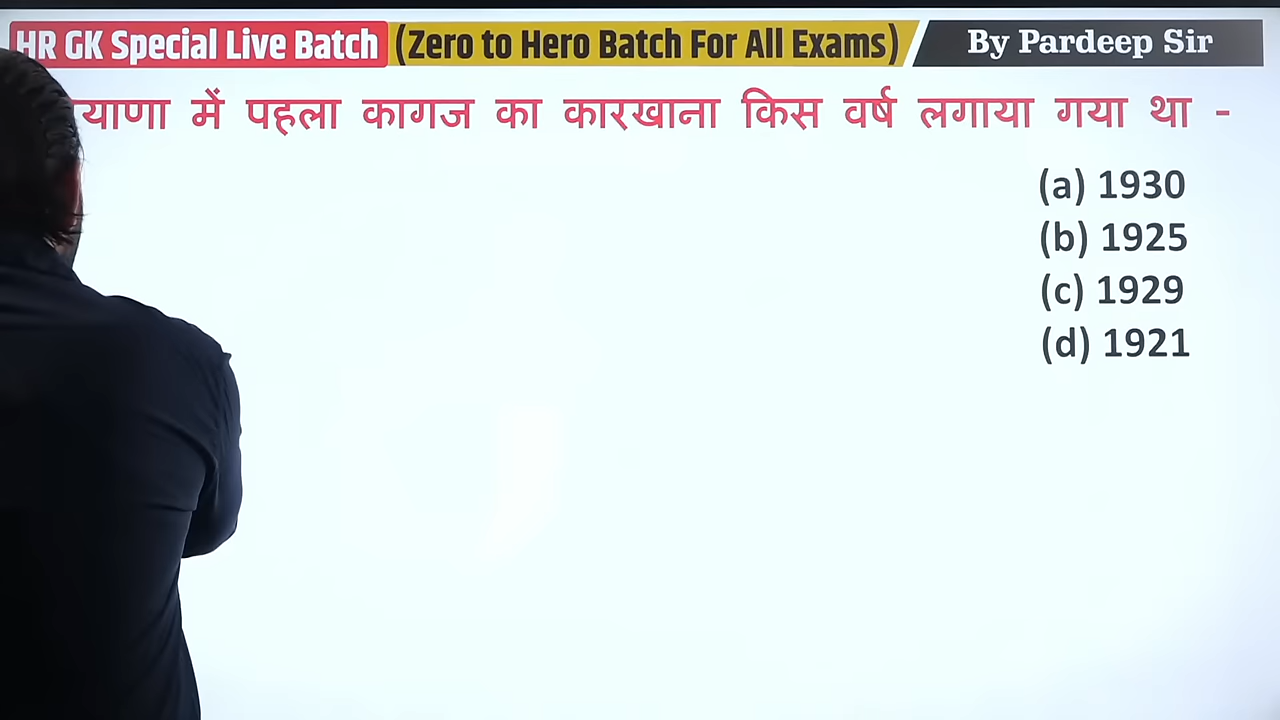 HR GK Special Live Batch (Zero to Hero Batch For All Exams) By Pardeep Sir
में पहला कागज का कारखाना किस वर्ष लगाया गया था -
(a) 1930
(b) 1925
(c) 1929
(d) 1921